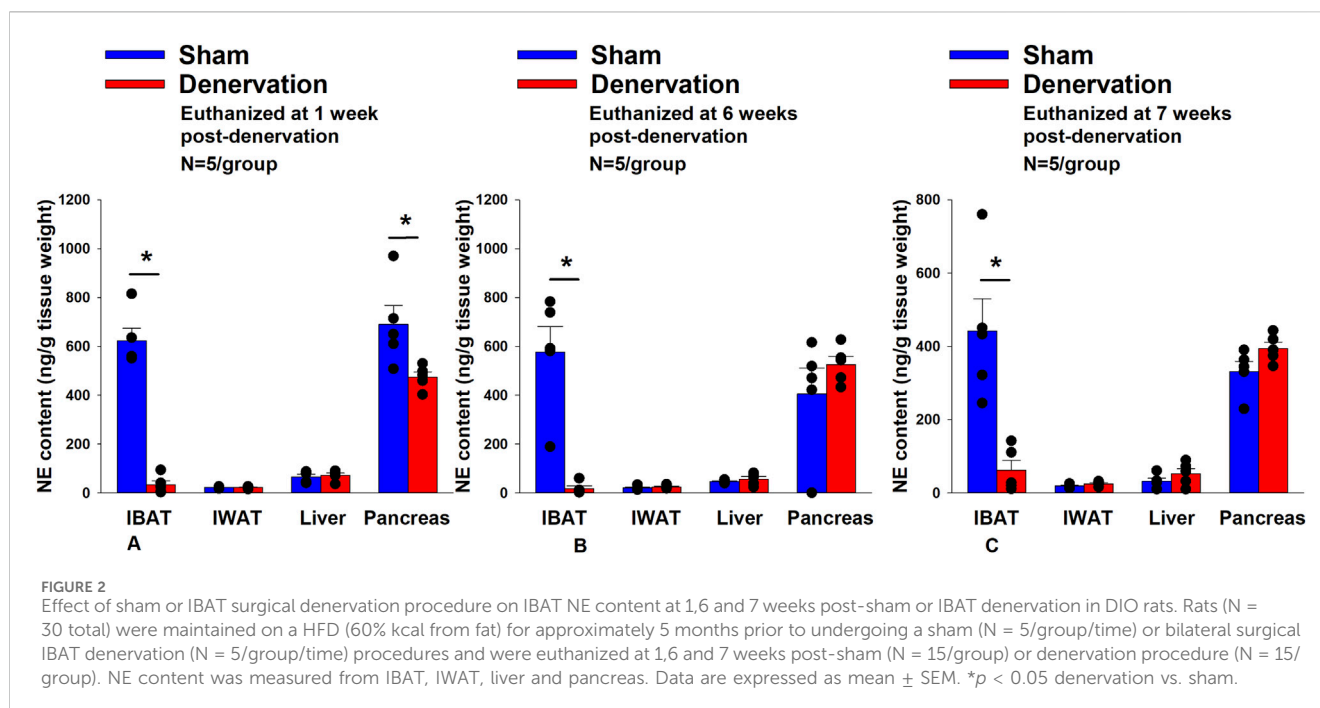 Sham
Denervation
Euthanized at 1 week
post-denervation
N=5/group
NE content (ng/g tissue weight)
1200
1000
800
600
400
200
0
*
*
IBAT
IWAT
Liver
Pancreas
A
Sham
Denervation
Euthanized at 6 weeks
post-denervation
N=5/group
NE content (ng/g tissue weight)
1200
1000
800
600
400
200
0
*
IBAT
IWAT
Liver
Pancreas
B
Sham
Denervation
Euthanized at 7 weeks
post-denervation
N=5/group
NE content (ng/g tissue weight)
800
600
400
200
0
*
IBAT
IWAT
Liver
Pancreas
C
FIGURE 2
Effect of sham or IBAT surgical denervation procedure on IBAT NE content at 1,6 and 7 weeks post-sham or IBAT denervation in DIO rats. Rats (N =
30 total) were maintained on a HFD (60% kcal from fat) for approximately 5 months prior to undergoing a sham (N = 5/group/time) or bilateral surgical
IBAT denervation (N = 5/group/time) procedures and were euthanized at 1,6 and 7 weeks post-sham (N = 15/group) or denervation procedure (N = 15/
group). NE content was measured from IBAT, IWAT, liver and pancreas. Data are expressed as mean ± SEM. *p < 0.05 denervation vs. sham.